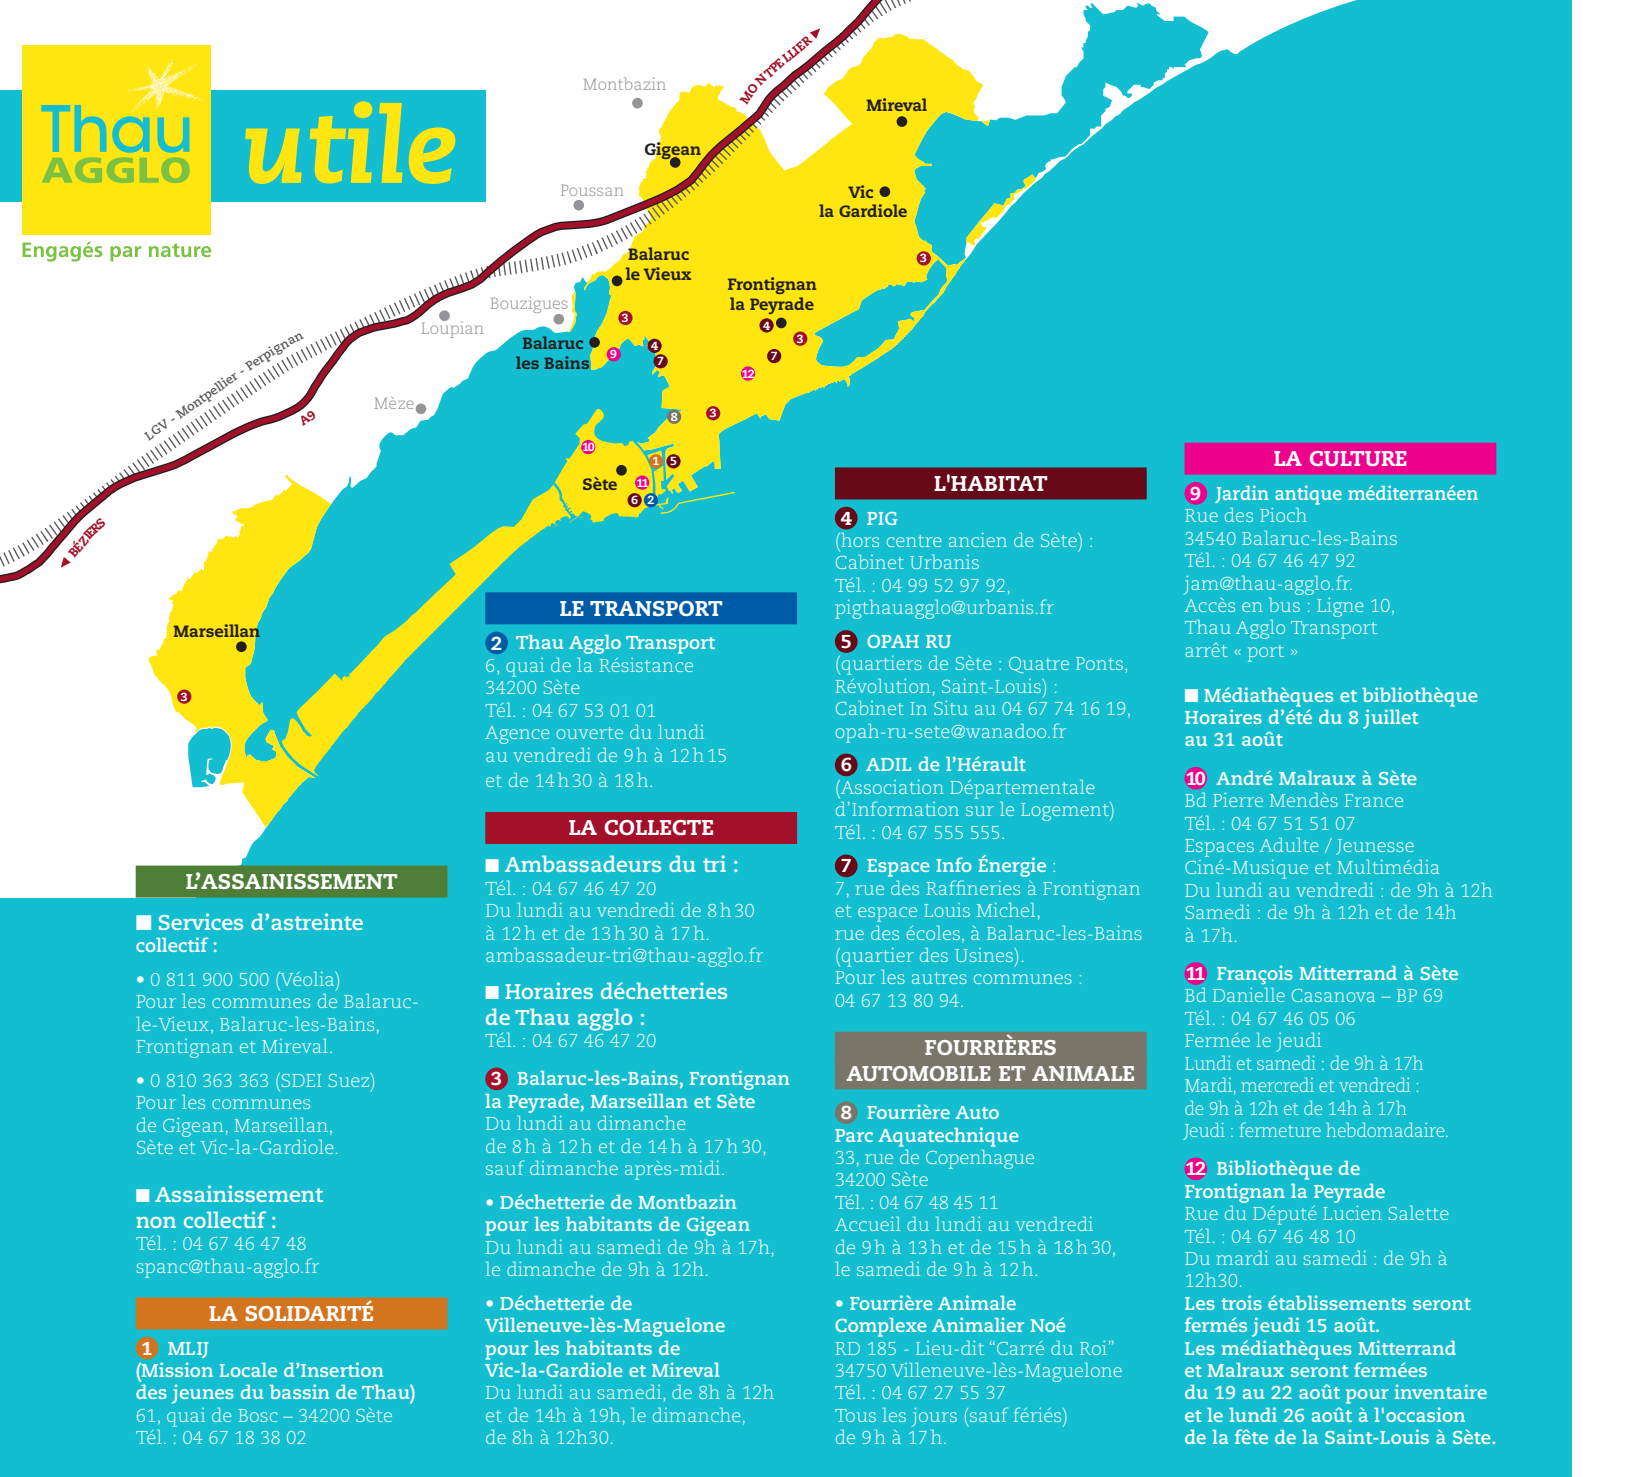 Thau
AGGLO
utile
Engagés par nature
MONTPELLIER
Montbazin
Mireval
Gigean
Poussan
Vic
la Gardiole
Balaruc
le Vieux
3
Frontignan
la Peyrade
Bouzigues
Loupian
3
4
3
Balaruc
les Bains
9
4
7
7
12
LGV - Montpellier - Perpignan
A9
Mèze
8
3
10
1
5
Sète
11
6
2
BÉZIERS
Marseillan
3
L'ASSAINISSEMENT
■ Services d'astreinte
collectif :
• 0 811 900 500 (Véolia)
Pour les communes de Balaruc-
le-Vieux, Balaruc-les-Bains,
Frontignan et Mireval.
• 0 810 363 363 (SDEI Suez)
Pour les communes
de Gigean, Marseillan,
Sète et Vic-la-Gardiole.
■ Assainissement
non collectif :
Tél. : 04 67 46 47 48
spanc@thau-agglo.fr
LA SOLIDARITÉ
1 MLIJ
(Mission Locale d'Insertion
des jeunes du bassin de Thau)
61, quai de Bosc – 34200 Sète
Tél. : 04 67 18 38 02
LE TRANSPORT
2 Thau Agglo Transport
6, quai de la Résistance
34200 Sète
Tél. : 04 67 53 01 01
Agence ouverte du lundi
au vendredi de 9h à 12h15
et de 14h30 à 18h.
LA COLLECTE
■ Ambassadeurs du tri :
Tél. : 04 67 46 47 20
Du lundi au vendredi de 8h30
à 12h et de 13h30 à 17h.
ambassadeur-tri@thau-agglo.fr
■ Horaires déchetteries
de Thau agglo :
Tél. : 04 67 46 47 20
3 Balaruc-les-Bains, Frontignan
la Peyrade, Marseillan et Sète
Du lundi au dimanche
de 8h à 12h et de 14h à 17h30,
sauf dimanche après-midi.
• Déchetterie de Montbazin
pour les habitants de Gigean
Du lundi au samedi de 9h à 17h,
le dimanche de 9h à 12h.
• Déchetterie de
Villeneuve-lès-Maguelone
pour les habitants de
Vic-la-Gardiole et Mireval
Du lundi au samedi, de 8h à 12h
et de 14h à 19h, le dimanche,
de 8h à 12h30.
L'HABITAT
4 PIG
(hors centre ancien de Sète) :
Cabinet Urbanis
Tél. : 04 99 52 97 92,
pigthauagglo@urbanis.fr
5 OPAH RU
(quartiers de Sète : Quatre Ponts,
Révolution, Saint-Louis) :
Cabinet In Situ au 04 67 74 16 19,
opah-ru-sete@wanadoo.fr
6 ADIL de l'Hérault
(Association Départementale
d'Information sur le Logement)
Tél. : 04 67 555 555.
7 Espace Info Énergie :
7, rue des Raffineries à Frontignan
et espace Louis Michel,
rue des écoles, à Balaruc-les-Bains
(quartier des Usines).
Pour les autres communes :
04 67 13 80 94.
FOURRIÈRES
AUTOMOBILE ET ANIMALE
8 Fourrière Auto
Parc Aquatechnique
33, rue de Copenhague
34200 Sète
Tél. : 04 67 48 45 11
Accueil du lundi au vendredi
de 9h à 13h et de 15h à 18h30,
le samedi de 9h à 12h.
• Fourrière Animale
Complexe Animalier Noé
RD 185 - Lieu-dit “Carré du Roi”
34750 Villeneuve-lès-Maguelone
Tél. : 04 67 27 55 37
Tous les jours (sauf fériés)
de 9h à 17h.
LA CULTURE
9 Jardin antique méditerranéen
Rue des Pioch
34540 Balaruc-les-Bains
Tél. : 04 67 46 47 92
jam@thau-agglo.fr.
Accès en bus : Ligne 10,
Thau Agglo Transport
arrêt « port »
■ Médiathèques et bibliothèque
Horaires d'été du 8 juillet
au 31 août
10 André Malraux à Sète
Bd Pierre Mendès France
Tél. : 04 67 51 51 07
Espaces Adulte / Jeunesse
Ciné-Musique et Multimédia
Du lundi au vendredi : de 9h à 12h
Samedi : de 9h à 12h et de 14h
à 17h.
11 François Mitterrand à Sète
Bd Danielle Casanova – BP 69
Tél. : 04 67 46 05 06
Fermée le jeudi
Lundi et samedi : de 9h à 17h
Mardi, mercredi et vendredi :
de 9h à 12h et de 14h à 17h
Jeudi : fermeture hebdomadaire.
12 Bibliothèque de
Frontignan la Peyrade
Rue du Député Lucien Salette
Tél. : 04 67 46 48 10
Du mardi au samedi : de 9h à
12h30.
Les trois établissements seront
fermés jeudi 15 août.
Les médiathèques Mitterrand
et Malraux seront fermées
du 19 au 22 août pour inventaire
et le lundi 26 août à l'occasion
de la fête de la Saint-Louis à Sète.